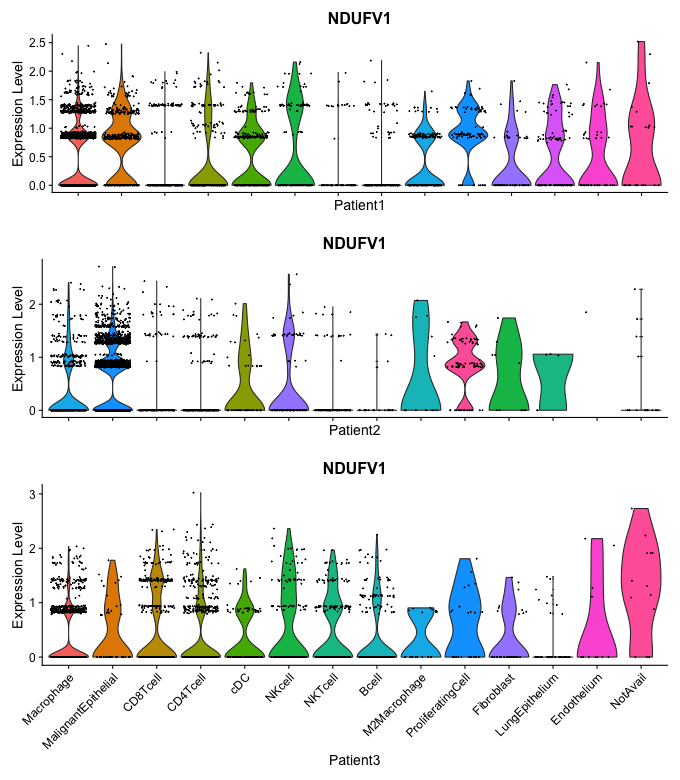 NDUFV1
Expression Level
2.5
2.0
1.5
1.0
0.5
0.0
Patient1
NDUFV1
Expression Level
2
1
0
Patient2
NDUFV1
Expression Level
3
2
1
0
Macrophage
MalignantEpithelial
CD8Tcell
CD4Tcell
cDC
NKcell
NKTcell
Bcell
M2Macrophage
ProliferatingCell
Fibroblast
LungEpithelium
Endothelium
NotAvail
Patient3